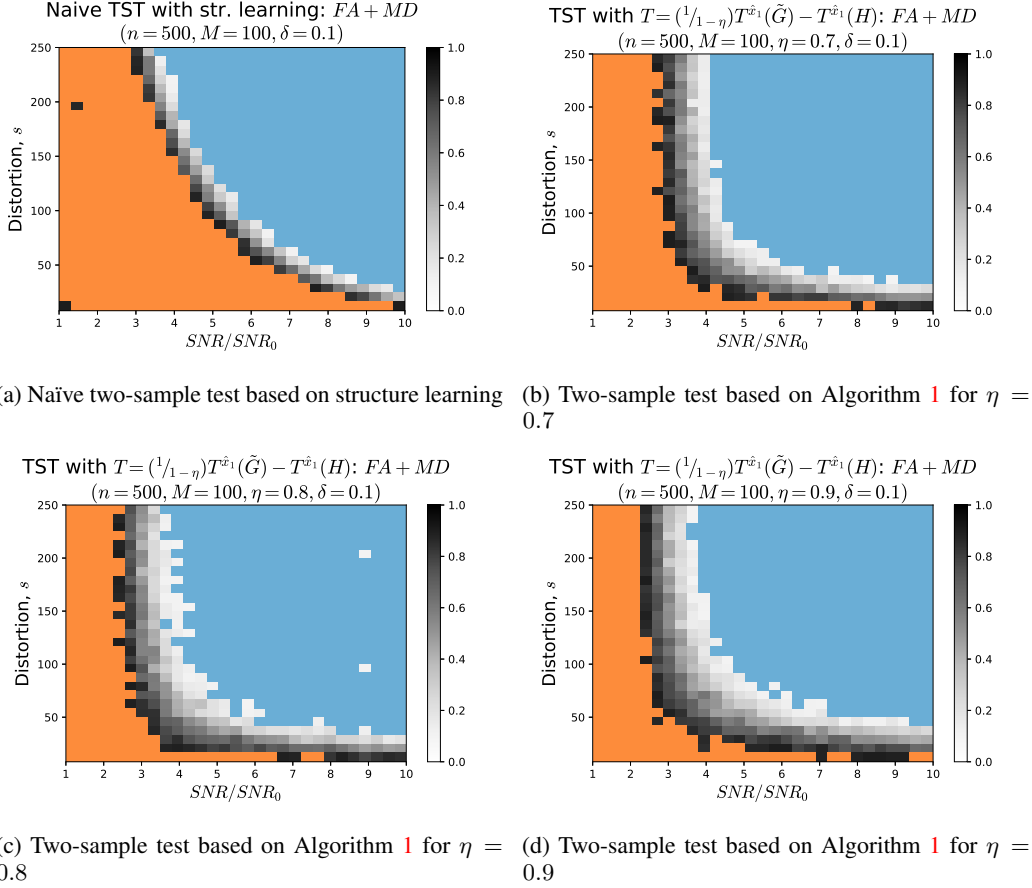 Naive TST with str. learning: FA + MD
(n = 500, M = 100, δ = 0.1)
Distortion, s
250
200
150
100
50
1 2 3 4 5 6 7 8 9 10
SNR/SNR₀
1.0
0.8
0.6
0.4
0.2
0.0
(a) Naïve two-sample test based on structure learning
TST with T = (¹/₁₋η)T^{x̂₁}(G̃) − T^{x̂₁}(H): FA + MD
(n = 500, M = 100, η = 0.7, δ = 0.1)
Distortion, s
250
200
150
100
50
1 2 3 4 5 6 7 8 9 10
SNR/SNR₀
1.0
0.8
0.6
0.4
0.2
0.0
(b) Two-sample test based on Algorithm 1 for η =
0.7
TST with T = (¹/₁₋η)T^{x̂₁}(G̃) − T^{x̂₁}(H): FA + MD
(n = 500, M = 100, η = 0.8, δ = 0.1)
Distortion, s
250
200
150
100
50
1 2 3 4 5 6 7 8 9 10
SNR/SNR₀
1.0
0.8
0.6
0.4
0.2
0.0
(c) Two-sample test based on Algorithm 1 for η =
0.8
TST with T = (¹/₁₋η)T^{x̂₁}(G̃) − T^{x̂₁}(H): FA + MD
(n = 500, M = 100, η = 0.9, δ = 0.1)
Distortion, s
250
200
150
100
50
1 2 3 4 5 6 7 8 9 10
SNR/SNR₀
1.0
0.8
0.6
0.4
0.2
0.0
(d) Two-sample test based on Algorithm 1 for η =
0.9